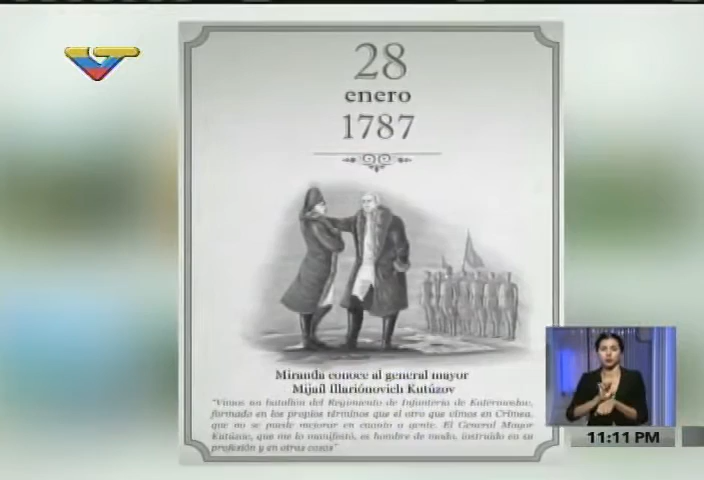 28
enero
1787
Miranda conoce al general mayor
Mijaíl Illariónovich Kutúzov
"Vimos un batallón del Regimiento de Infantería de
formado en los propios términos que el otro que vimos en Crimea,
que no se puede mejorar en cuanto a gente. El General Mayor
Kutúzov, que me lo manifestó, es hombre de modo, instruido en su
profesión y en otras cosas"
11:11 PM